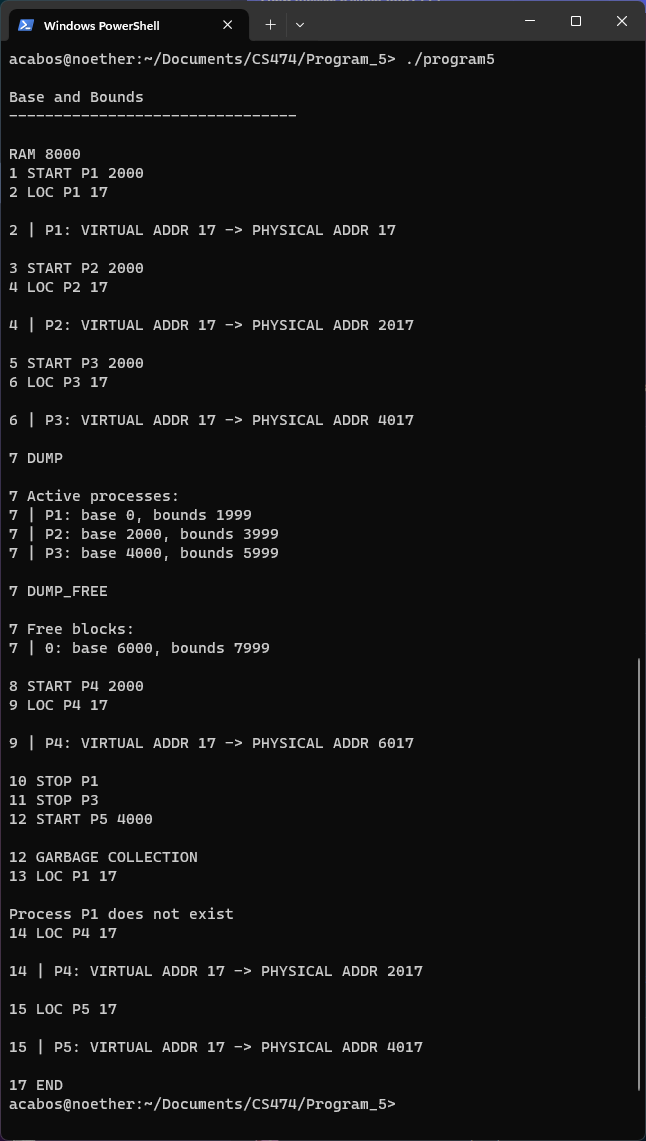 Windows PowerShell
acabos@noether:~/Documents/CS474/Program_5> ./program5
Base and Bounds
--------------------------------
RAM 8000
1 START P1 2000
2 LOC P1 17
2 | P1: VIRTUAL ADDR 17 -> PHYSICAL ADDR 17
3 START P2 2000
4 LOC P2 17
4 | P2: VIRTUAL ADDR 17 -> PHYSICAL ADDR 2017
5 START P3 2000
6 LOC P3 17
6 | P3: VIRTUAL ADDR 17 -> PHYSICAL ADDR 4017
7 DUMP
7 Active processes:
7 | P1: base 0, bounds 1999
7 | P2: base 2000, bounds 3999
7 | P3: base 4000, bounds 5999
7 DUMP_FREE
7 Free blocks:
7 | 0: base 6000, bounds 7999
8 START P4 2000
9 LOC P4 17
9 | P4: VIRTUAL ADDR 17 -> PHYSICAL ADDR 6017
10 STOP P1
11 STOP P3
12 START P5 4000
12 GARBAGE COLLECTION
13 LOC P1 17
Process P1 does not exist
14 LOC P4 17
14 | P4: VIRTUAL ADDR 17 -> PHYSICAL ADDR 2017
15 LOC P5 17
15 | P5: VIRTUAL ADDR 17 -> PHYSICAL ADDR 4017
17 END
acabos@noether:~/Documents/CS474/Program_5>